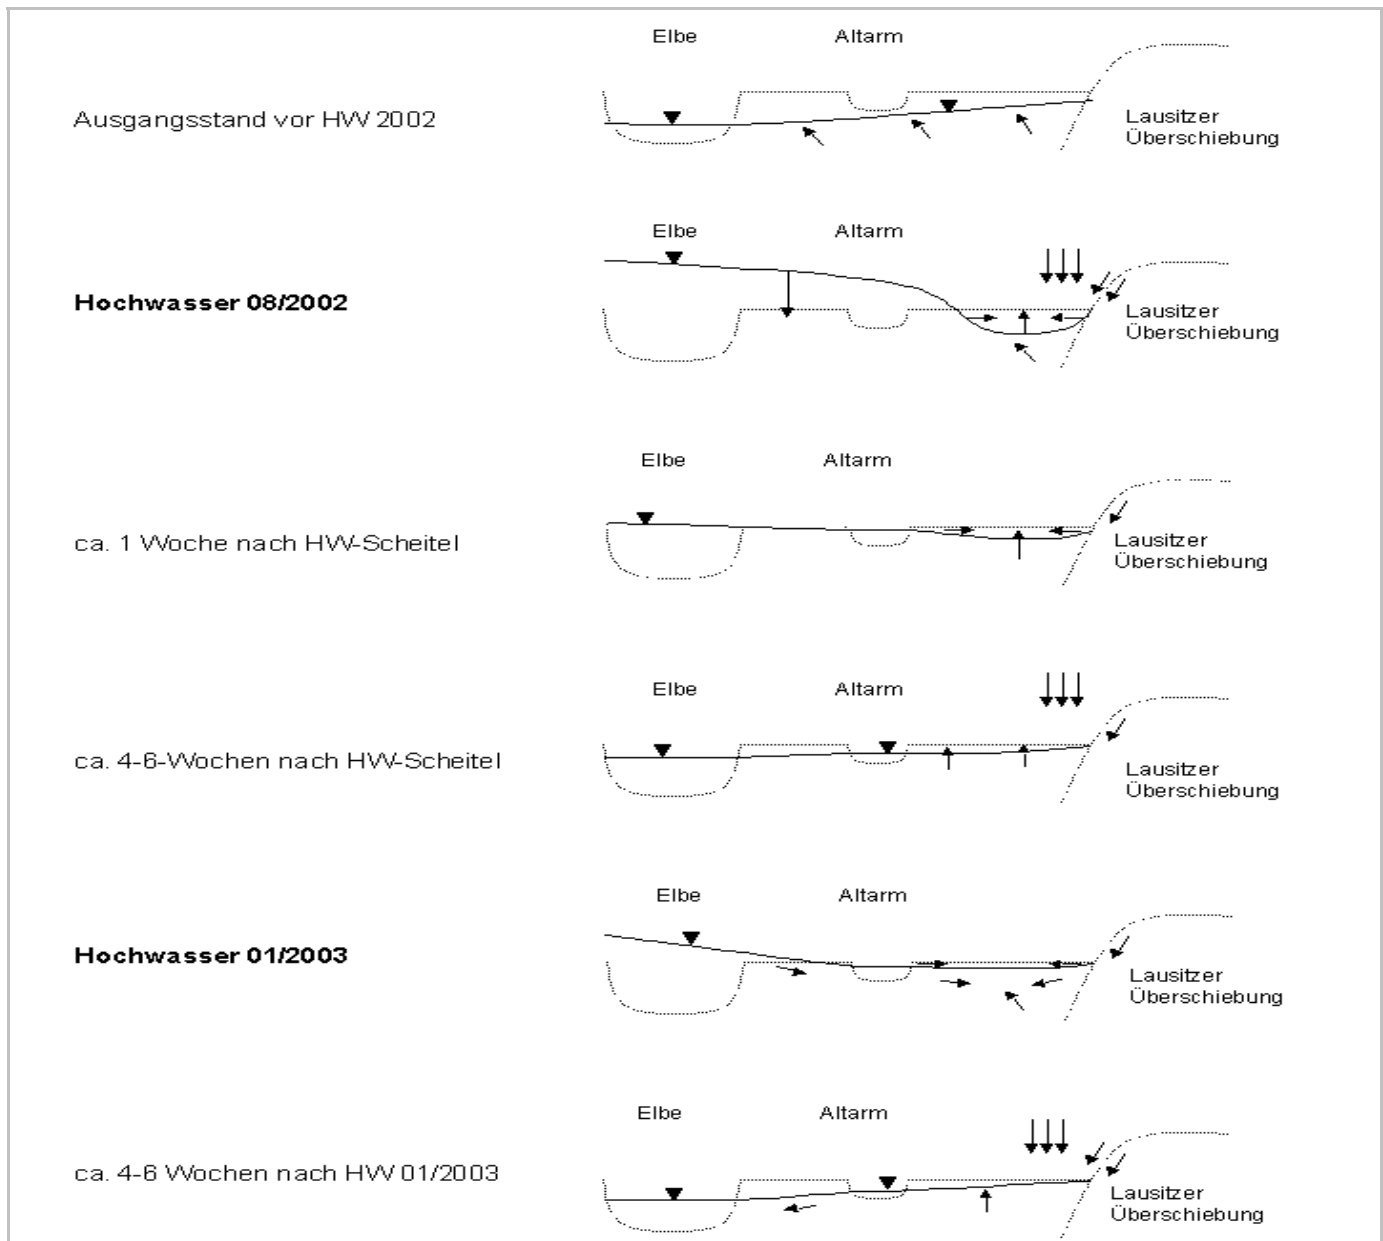 Elbe Altarm
Ausgangsstand vor HW 2002
Lausitzer
Überschiebung
Elbe Altarm
Hochwasser 08/2002
Lausitzer
Überschiebung
Elbe Altarm
ca. 1 Woche nach HW-Scheitel
Lausitzer
Überschiebung
Elbe Altarm
ca. 4-6-Wochen nach HW-Scheitel
Lausitzer
Überschiebung
Elbe Altarm
Hochwasser 01/2003
Lausitzer
Überschiebung
Elbe Altarm
ca. 4-6 Wochen nach HW 01/2003
Lausitzer
Überschiebung